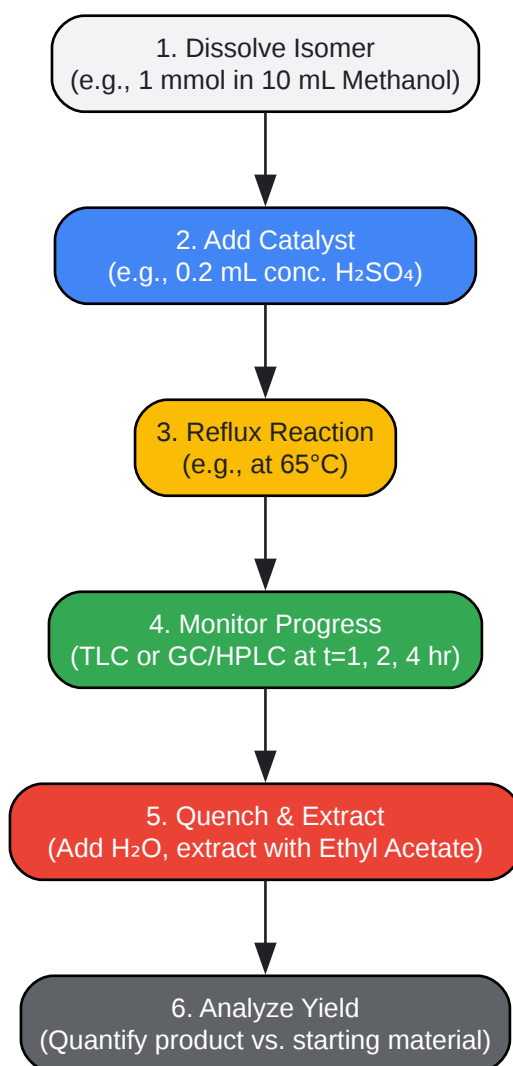 1. Dissolve Isomer
(e.g., 1 mmol in 10 mL Methanol)
2. Add Catalyst
(e.g., 0.2 mL conc. H₂SO₄)
3. Reflux Reaction
(e.g., at 65°C)
4. Monitor Progress
(TLC or GC/HPLC at t=1, 2, 4 hr)
5. Quench & Extract
(Add H₂O, extract with Ethyl Acetate)
6. Analyze Yield
(Quantify product vs. starting material)